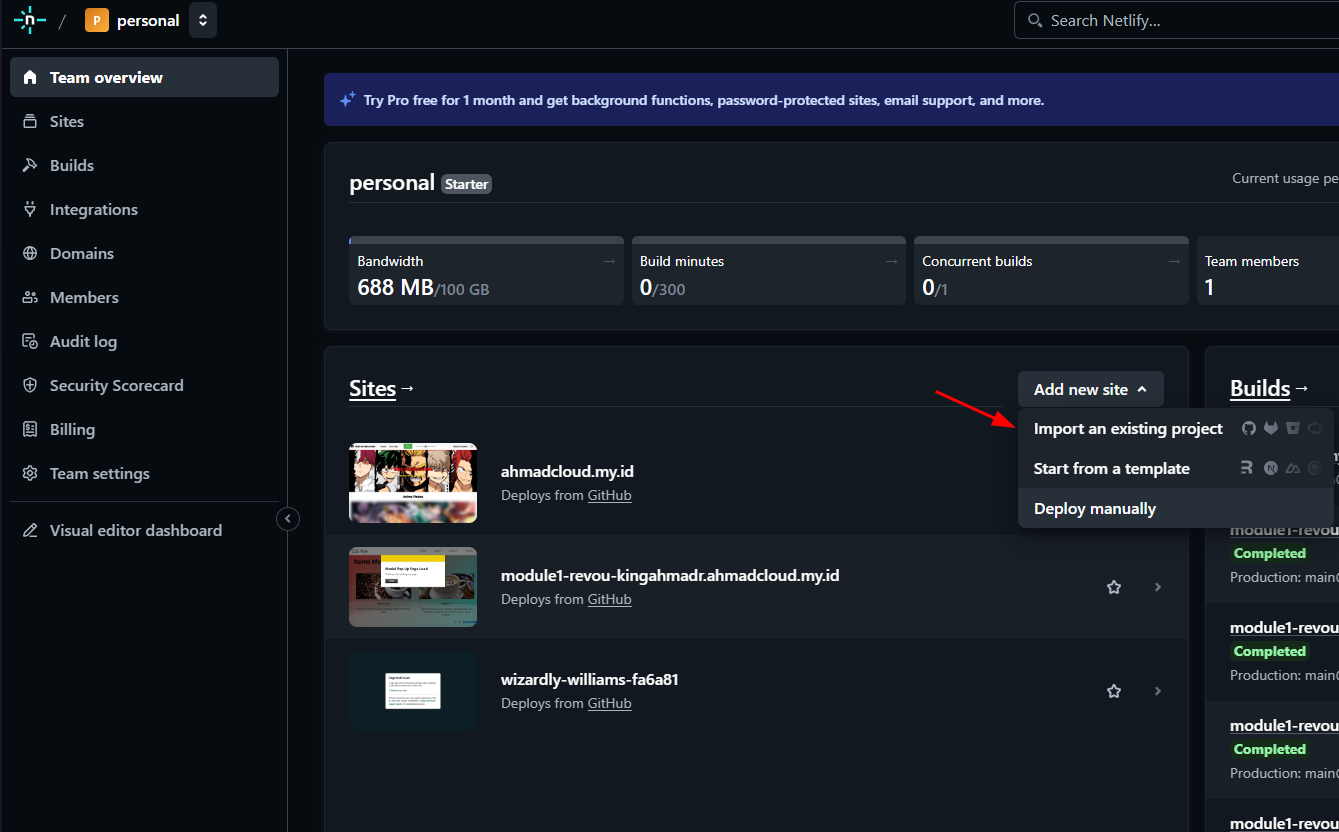 / P personal
Search Netlify...
Team overview
Sites
Builds
Integrations
Domains
Members
Audit log
Security Scorecard
Billing
Team settings
Visual editor dashboard
Try Pro free for 1 month and get background functions, password-protected sites, email support, and more.
personal Starter
Current usage pe
Bandwidth
688 MB/100 GB
Build minutes
0/300
Concurrent builds
0/1
Team members
1
Sites →
Add new site
Import an existing project
Start from a template
Deploy manually
ahmadcloud.my.id
Deploys from GitHub
module1-revou-kingahmadr.ahmadcloud.my.id
Deploys from GitHub
wizardly-williams-fa6a81
Deploys from GitHub
Builds →
module1-revou
Completed
Production: main
module1-revou
Completed
Production: main
module1-revou
Completed
Production: main
module1-revou